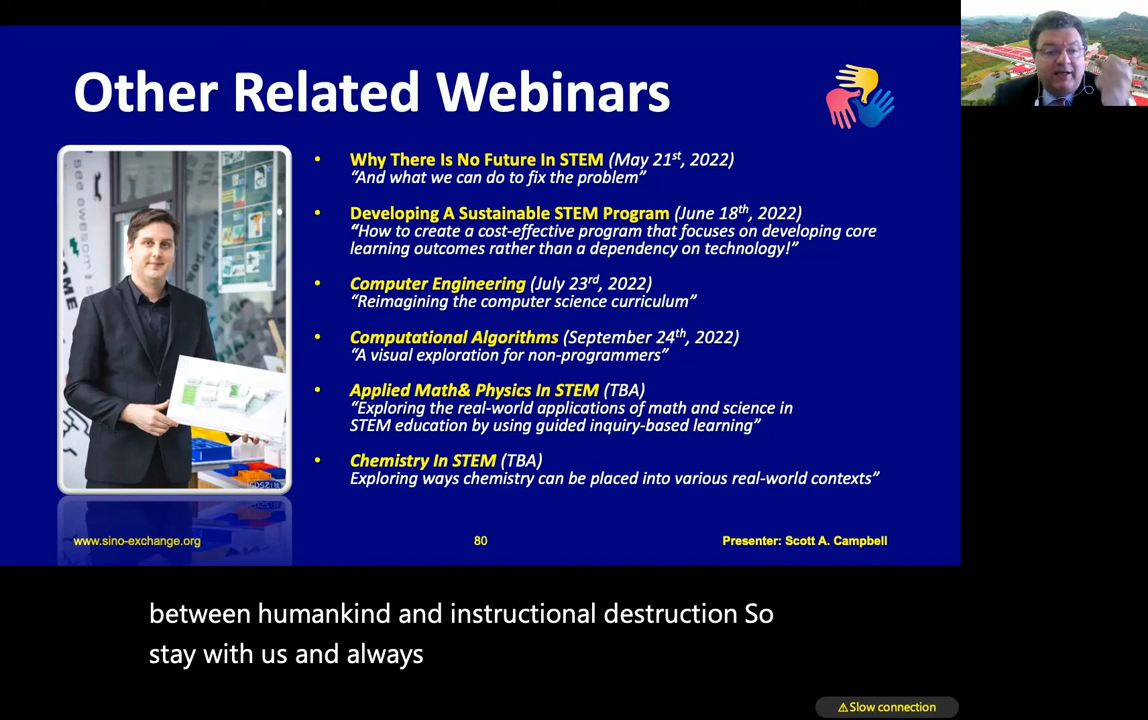 Other Related Webinars
• Why There Is No Future In STEM (May 21st, 2022)
“And what we can do to fix the problem”
• Developing A Sustainable STEM Program (June 18th, 2022)
“How to create a cost-effective program that focuses on developing core
learning outcomes rather than a dependency on technology!”
• Computer Engineering (July 23rd, 2022)
“Reimagining the computer science curriculum”
• Computational Algorithms (September 24th, 2022)
“A visual exploration for non-programmers”
• Applied Math& Physics In STEM (TBA)
“Exploring the real-world applications of math and science in
STEM education by using guided inquiry-based learning”
• Chemistry In STEM (TBA)
Exploring ways chemistry can be placed into various real-world contexts”
www.sino-exchange.org
80
Presenter: Scott A. Campbell
between humankind and instructional destruction So
stay with us and always
⚠Slow connection